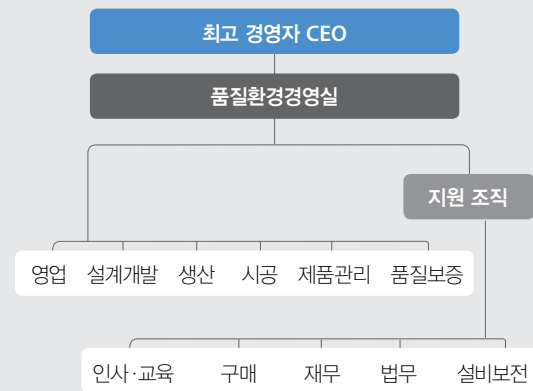 최고 경영자 CEO
품질환경경영실
지원 조직
영업 설계개발 생산 시공 제품관리 품질보증
인사·교육 구매 재무 법무 설비보전